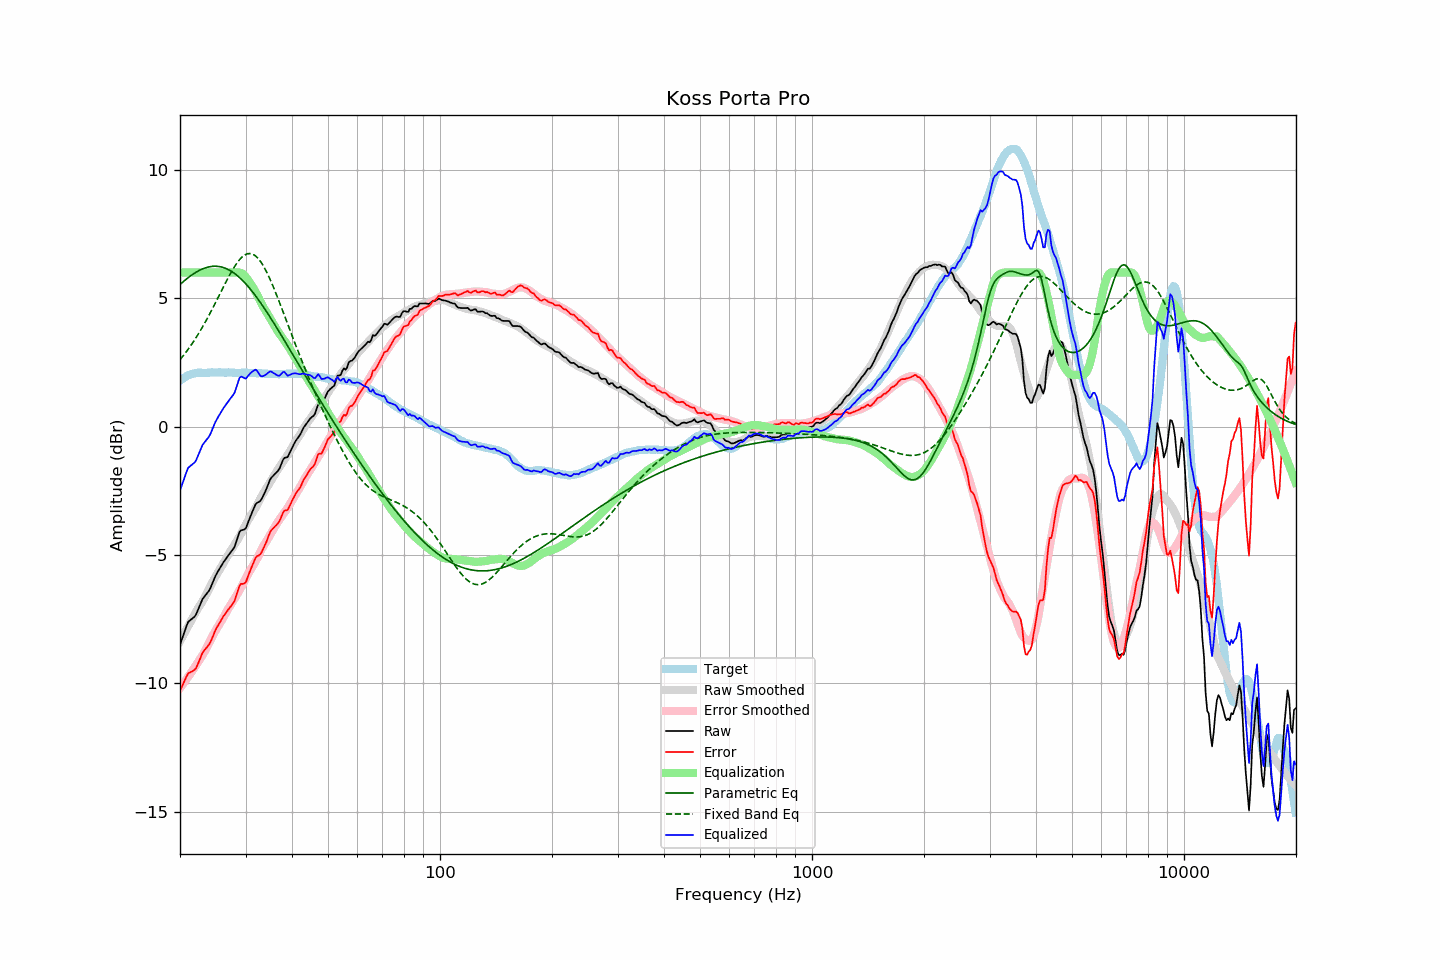 Koss Porta Pro
Amplitude (dBr)
10
5
0
−5
−10
−15
Target
Raw Smoothed
Error Smoothed
Raw
Error
Equalization
Parametric Eq
Fixed Band Eq
Equalized
100
1000
10000
Frequency (Hz)